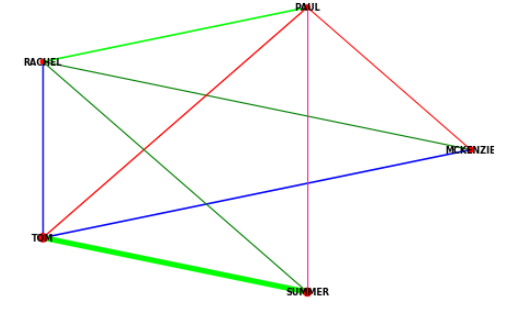 PAUL
RACHEL
MCKENZIE
TOM
SUMMER